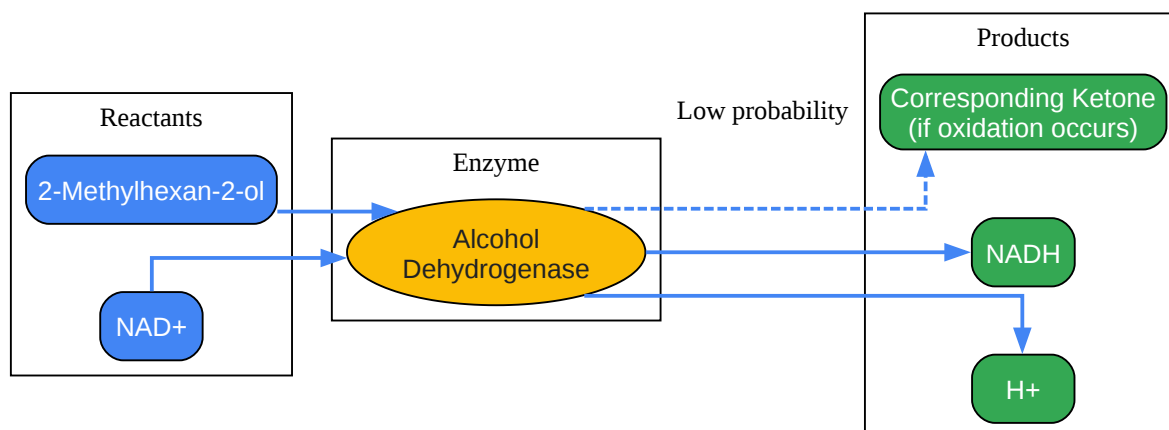 Reactants
2-Methylhexan-2-ol
NAD+
Enzyme
Alcohol
Dehydrogenase
Low probability
Products
Corresponding Ketone
(if oxidation occurs)
NADH
H+